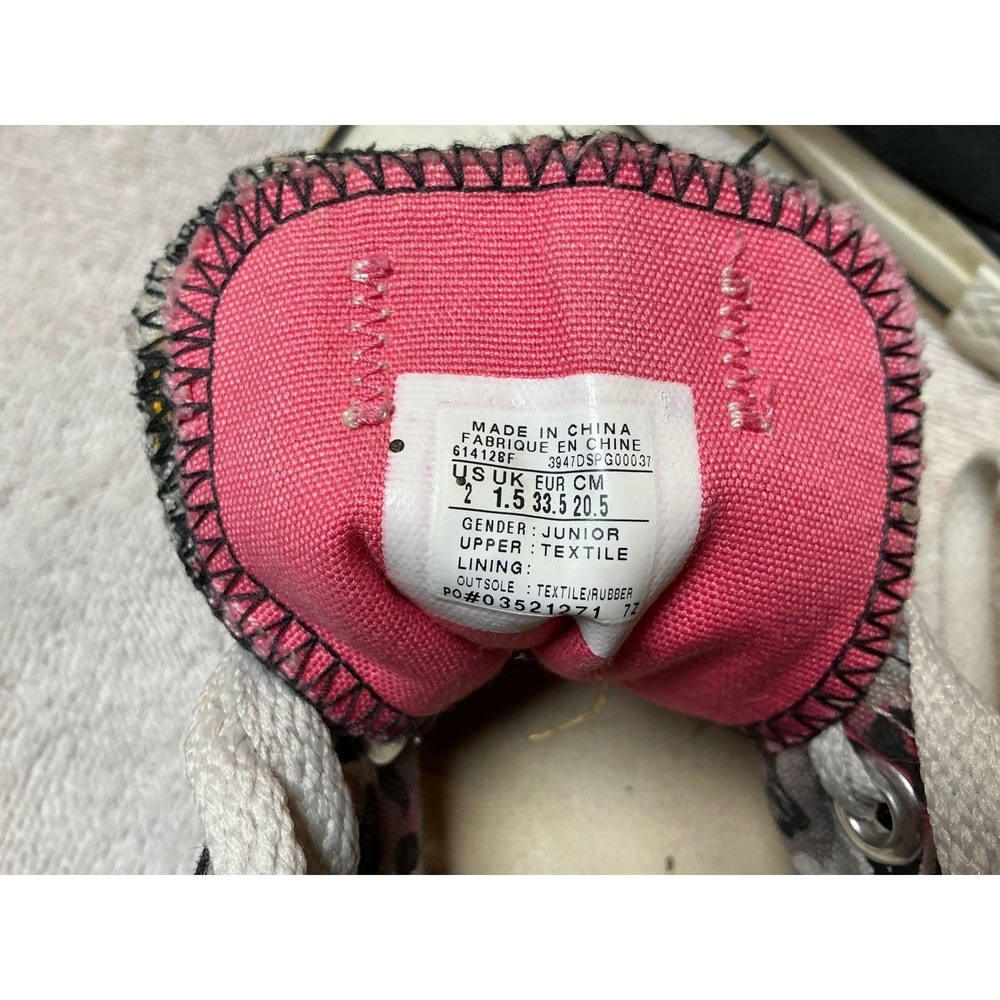 MADE IN CHINA
FABRIQUE EN CHINE
614128F 3947DSPG00037
US UK EUR CM
2 1.5 33.5 20.5
GENDER : JUNIOR
UPPER : TEXTILE
LINING :
OUTSOLE : TEXTILE/RUBBER
PO#03521271 7Z